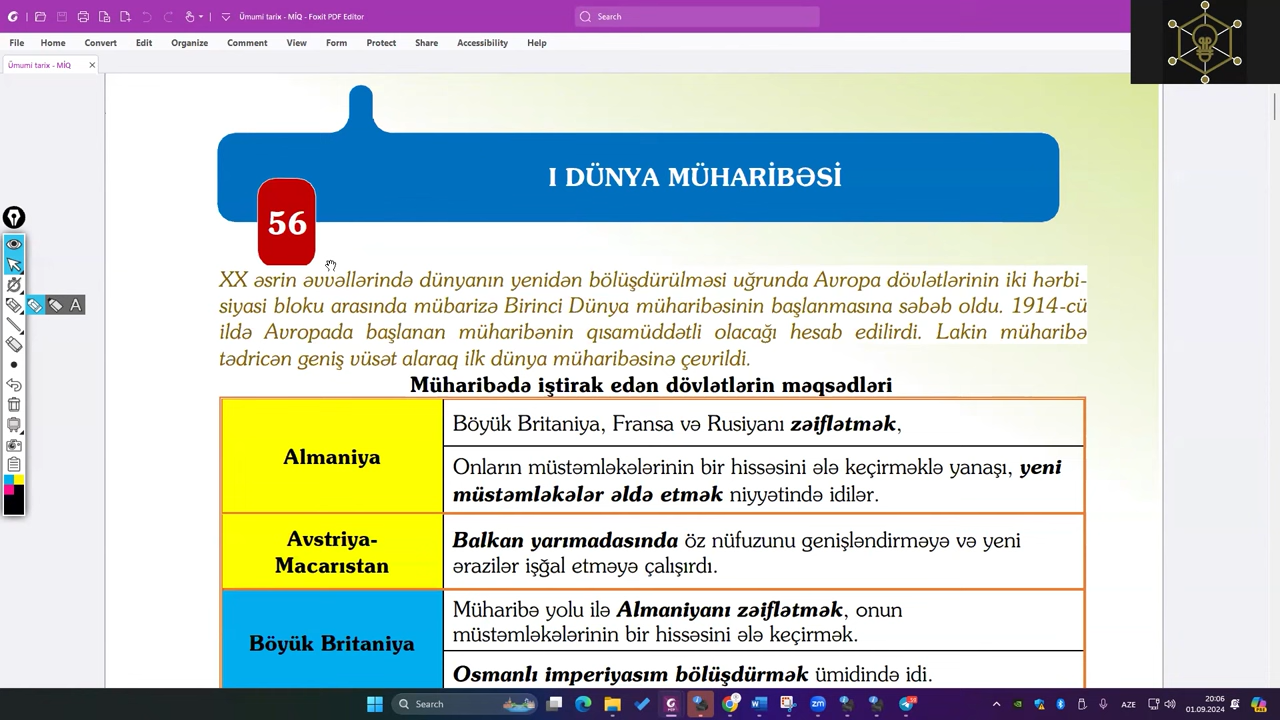 Ümumi tarix - MİQ - Foxit PDF Editor
Search
File Home Convert Edit Organize Comment View Form Protect Share Accessibility Help
Ümumi tarix - MİQ
I DÜNYA MÜHARİBƏSİ
56
XX əsrin əvvəllərində dünyanın yenidən bölüşdürülməsi uğrunda Avropa dövlətlərinin iki hərbi-
siyasi bloku arasında mübarizə Birinci Dünya müharibəsinin başlanmasına səbəb oldu. 1914-cü
ildə Avropada başlanan müharibənin qısamüddətli olacağı hesab edilirdi. Lakin müharibə
tədricən geniş vüsət alaraq ilk dünya müharibəsinə çevrildi.
Müharibədə iştirak edən dövlətlərin məqsədləri
Almaniya
Böyük Britaniya, Fransa və Rusiyanı zəiflətmək,
Onların müstəmləkələrinin bir hissəsini ələ keçirməklə yanaşı, yeni
müstəmləkələr əldə etmək niyyətində idilər.
Avstriya-
Macarıstan
Balkan yarımadasında öz nüfuzunu genişləndirməyə və yeni
ərazilər işğal etməyə çalışırdı.
Böyük Britaniya
Müharibə yolu ilə Almaniyanı zəiflətmək, onun
müstəmləkələrinin bir hissəsini ələ keçirmək.
Osmanlı imperiyasım bölüşdürmək ümidində idi.
A
Search
AZE
20:06
01.09.2024